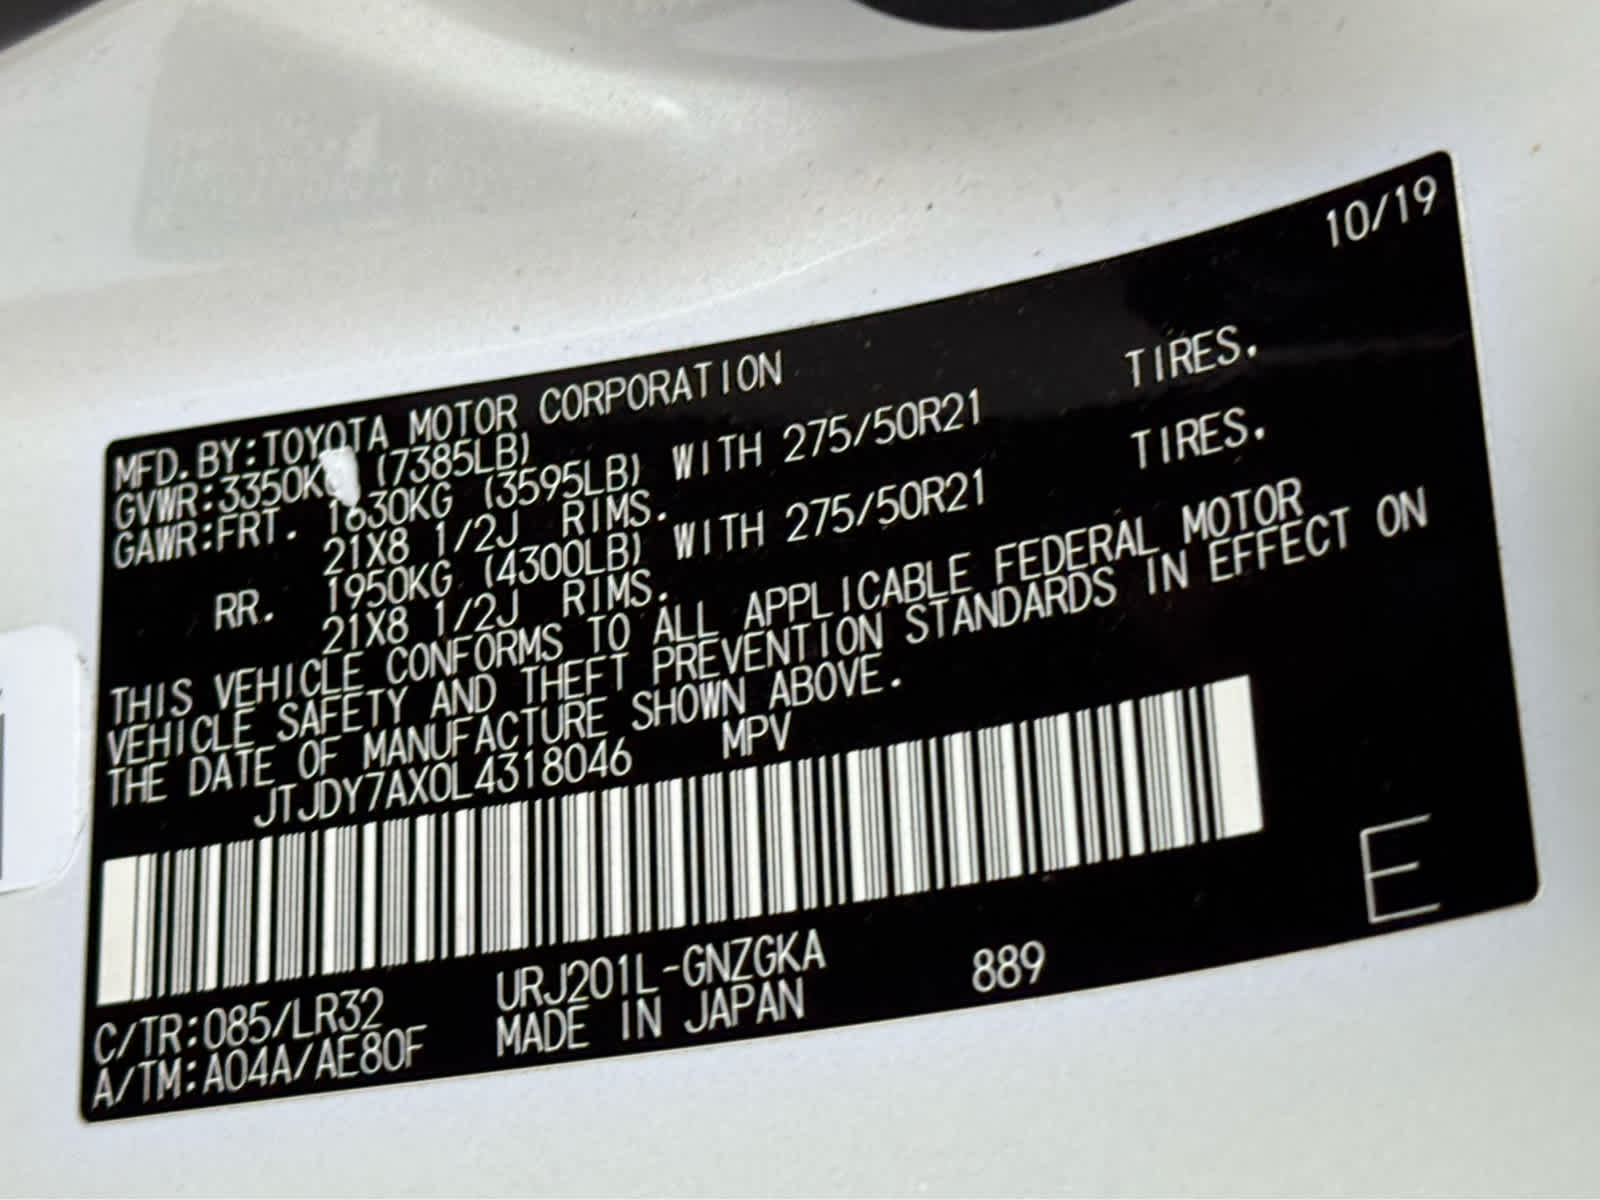 10/19
MFD.BY:TOYOTA MOTOR CORPORATION
GVWR:3350KG (7385LB)
GAWR:FRT. 1630KG (3595LB) WITH 275/50R21 TIRES.
21X8 1/2J RIMS.
RR. 1950KG (4300LB) WITH 275/50R21 TIRES.
21X8 1/2J RIMS.
THIS VEHICLE CONFORMS TO ALL APPLICABLE FEDERAL MOTOR
VEHICLE SAFETY AND THEFT PREVENTION STANDARDS IN EFFECT ON
THE DATE OF MANUFACTURE SHOWN ABOVE.
JTJDY7AX0L4318046 MPV
C/TR:085/LR32 URJ201L-GNZGKA 889
A/TM:A04A/AE80F MADE IN JAPAN
E